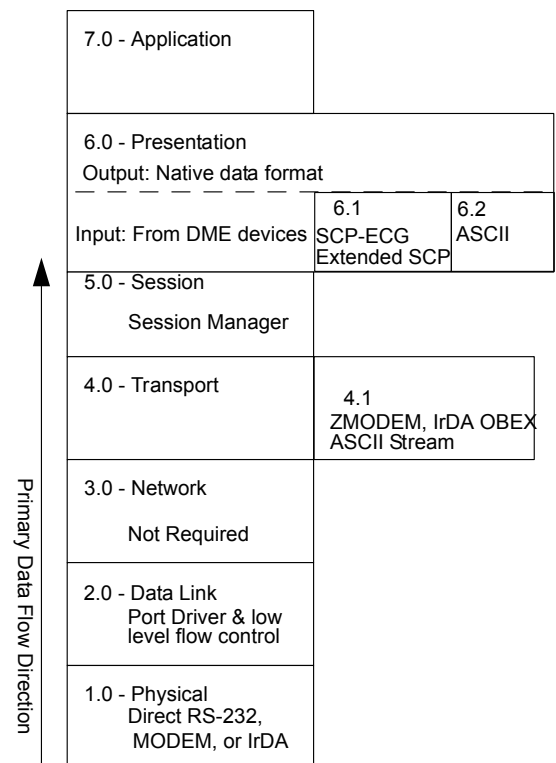 7.0 - Application
6.0 - Presentation
Output: Native data format
Input: From DME devices
6.1
SCP-ECG
Extended SCP
6.2
ASCII
5.0 - Session
Session Manager
4.0 - Transport
4.1
ZMODEM, IrDA OBEX
ASCII Stream
3.0 - Network
Not Required
2.0 - Data Link
Port Driver & low
level flow control
1.0 - Physical
Direct RS-232,
MODEM, or IrDA
Primary Data Flow Direction